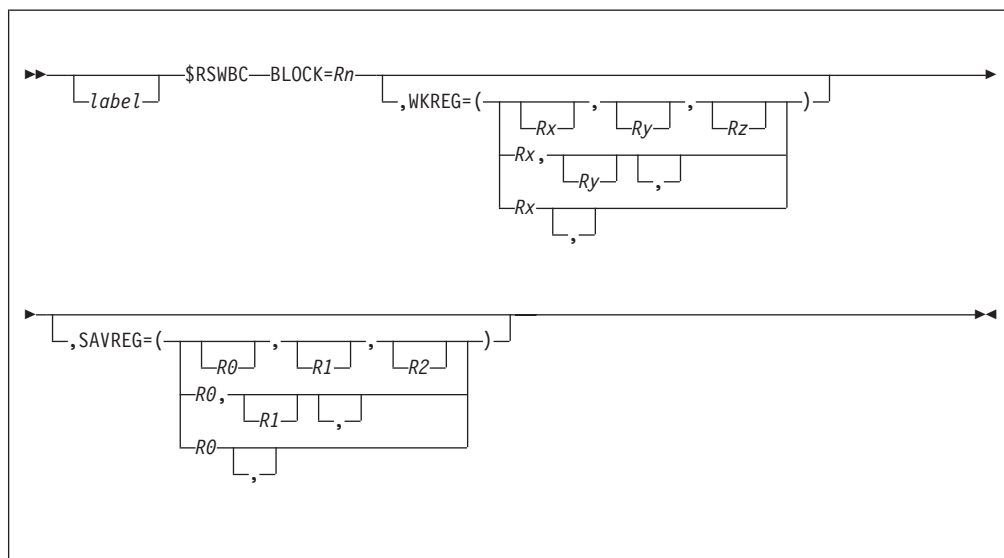 $RSWBC BLOCK=Rn
label
,WKREG=( , , )
Rx Ry Rz
Rx,
Ry ,
Rx
,
,SAVREG=( , , )
R0 R1 R2
R0,
R1 ,
R0
,